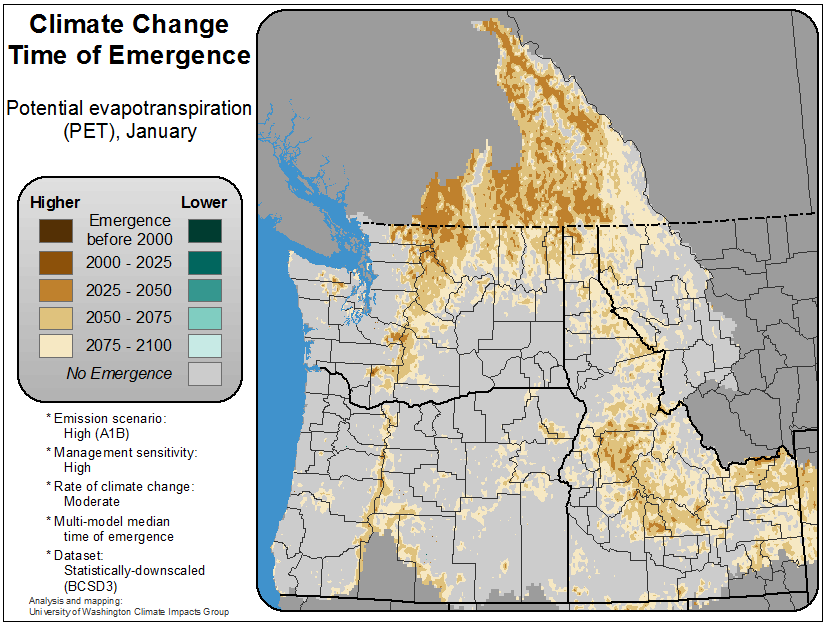 Climate Change
Time of Emergence
Potential evapotranspiration
(PET), January
Higher
Lower
Emergence
before 2000
2000 - 2025
2025 - 2050
2050 - 2075
2075 - 2100
No Emergence
* Emission scenario:
High (A1B)
* Management sensitivity:
High
* Rate of climate change:
Moderate
* Multi-model median
time of emergence
* Dataset:
Statistically-downscaled
(BCSD3)
Analysis and mapping:
University of Washington Climate Impacts Group